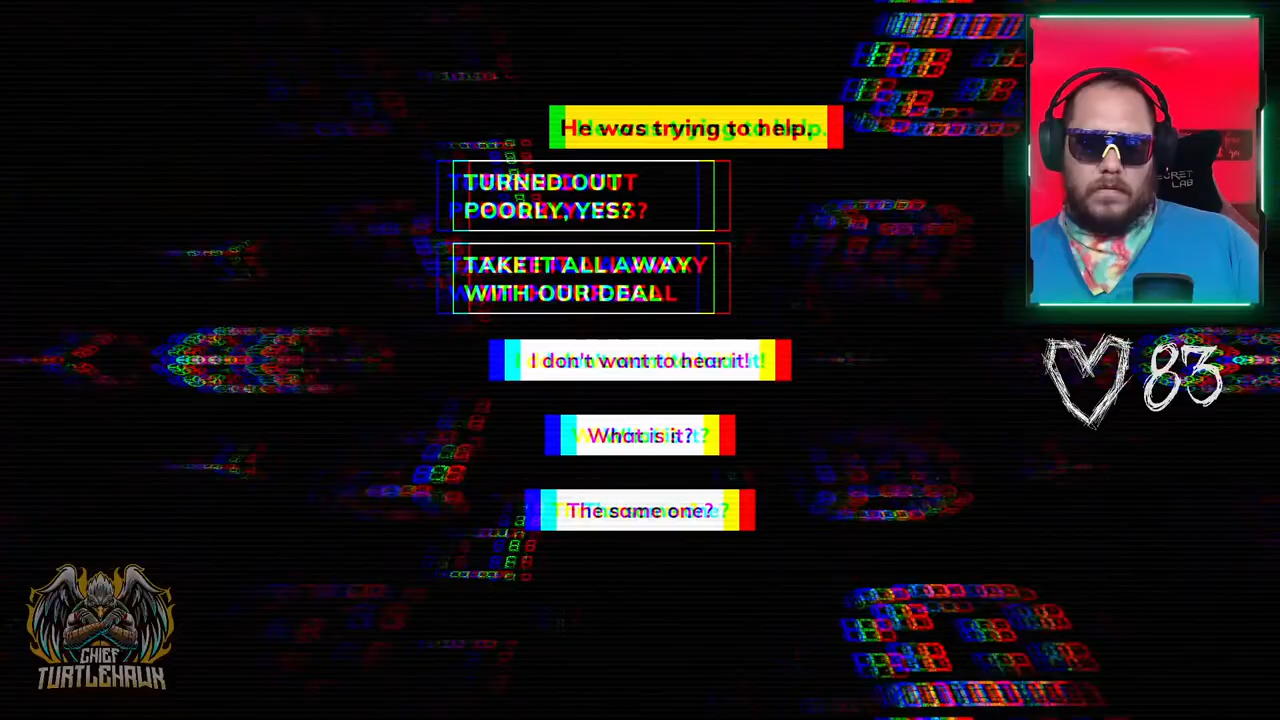 He was trying to help.
TURNED OUT
POORLY, YES?
TAKE IT ALL AWAY
WITH OUR DEAL
I don't want to hear it!
What is it?
The same one?
83
CHIEF
TURTLEHAWK